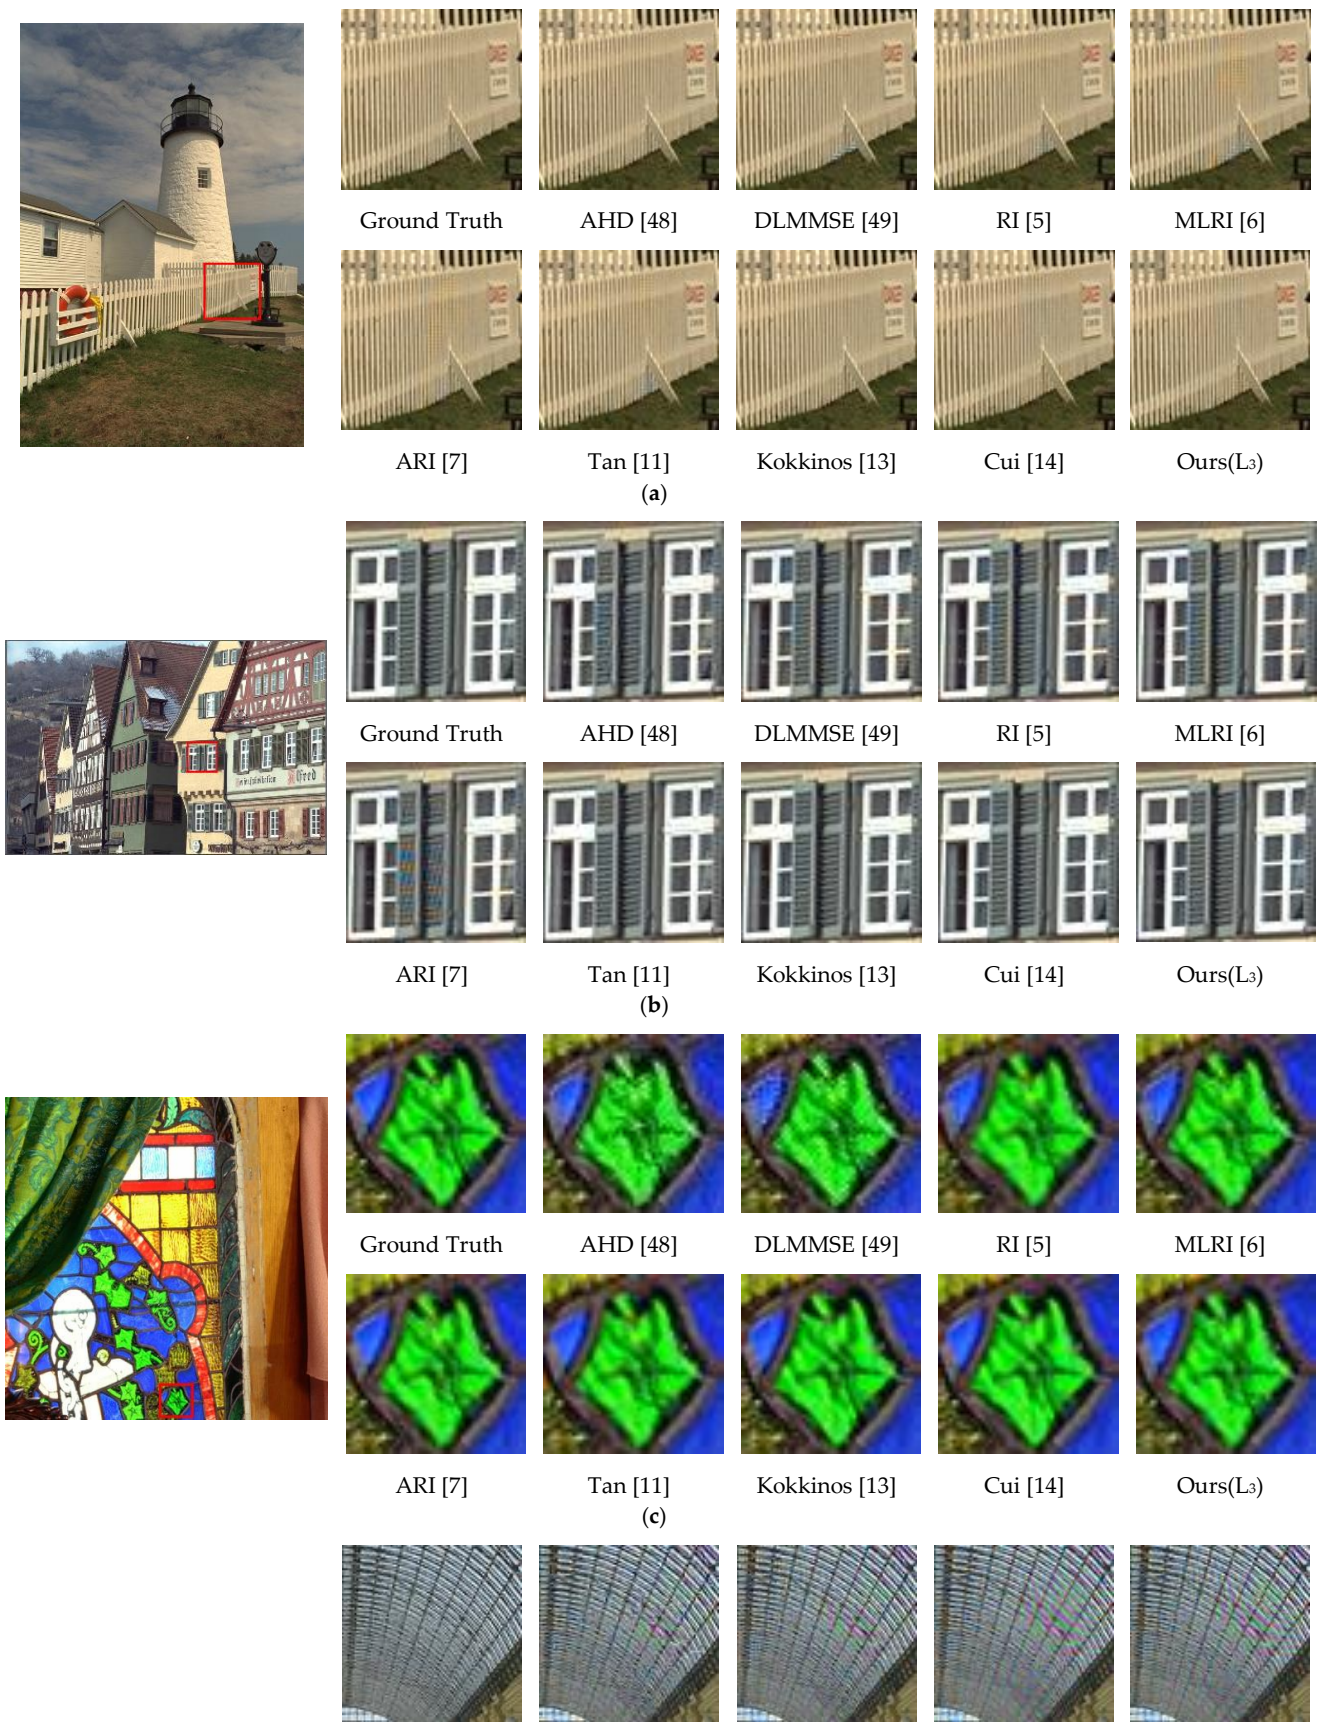 Ground Truth AHD [48] DLMMSE [49] RI [5] MLRI [6]
ARI [7] Tan [11] Kokkinos [13] Cui [14] Ours(L₃)
(a)
Ground Truth AHD [48] DLMMSE [49] RI [5] MLRI [6]
ARI [7] Tan [11] Kokkinos [13] Cui [14] Ours(L₃)
(b)
Ground Truth AHD [48] DLMMSE [49] RI [5] MLRI [6]
ARI [7] Tan [11] Kokkinos [13] Cui [14] Ours(L₃)
(c)